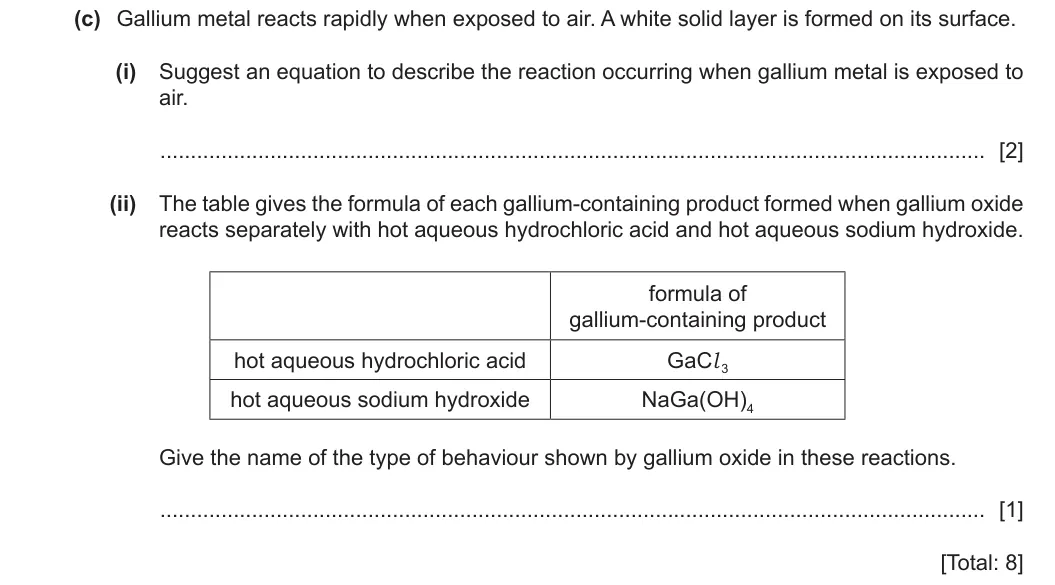 (c) Gallium metal reacts rapidly when exposed to air. A white solid layer is formed on its surface.
(i) Suggest an equation to describe the reaction occurring when gallium metal is exposed to
air.
.......................................................................................................................................... [2]
(ii) The table gives the formula of each gallium-containing product formed when gallium oxide
reacts separately with hot aqueous hydrochloric acid and hot aqueous sodium hydroxide.
formula of
gallium-containing product
hot aqueous hydrochloric acid GaCl₃
hot aqueous sodium hydroxide NaGa(OH)₄
Give the name of the type of behaviour shown by gallium oxide in these reactions.
.......................................................................................................................................... [1]
[Total: 8]